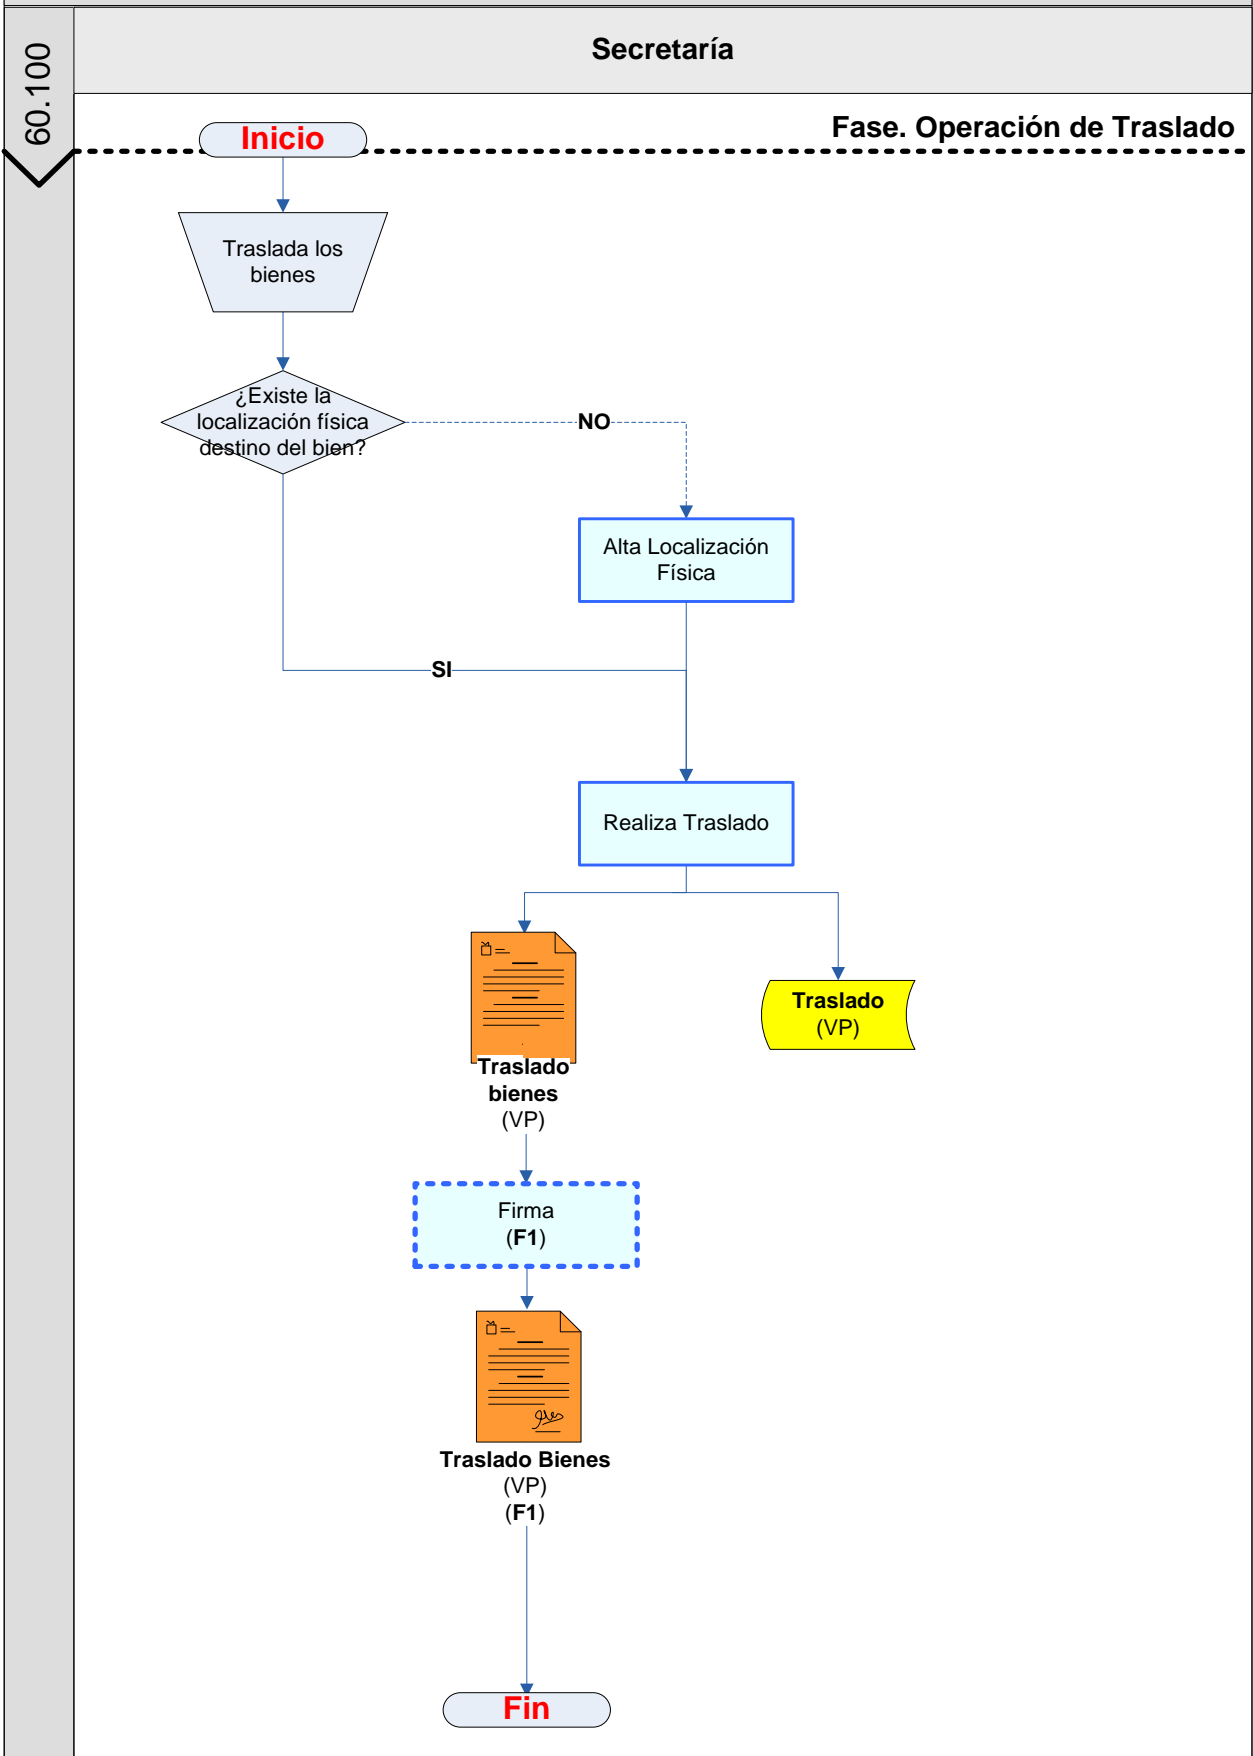 60.100
Secretaría
Fase. Operación de Traslado
Inicio
Traslada los
bienes
¿Existe la
localización física
destino del bien?
NO
Alta Localización
Física
SI
Realiza Traslado
Traslado
bienes
(VP)
Traslado
(VP)
Firma
(F1)
Traslado Bienes
(VP)
(F1)
Fin